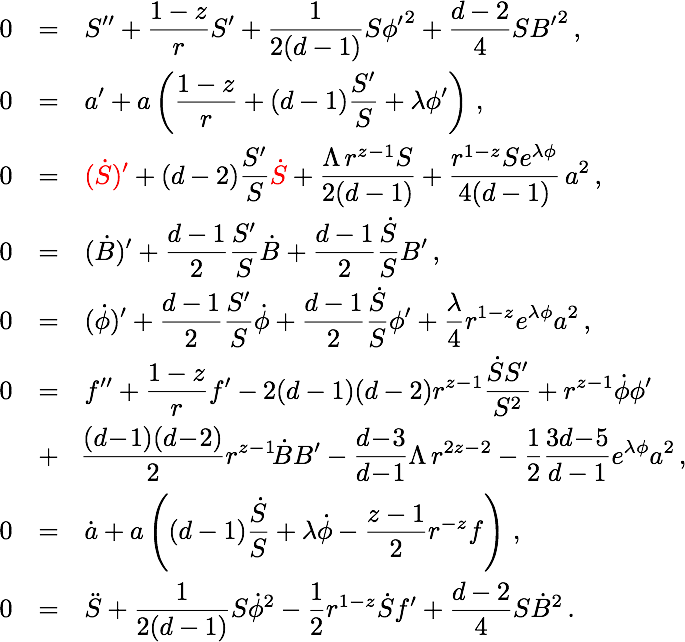 0 = S'' + \frac{1-z}{r} S' + \frac{1}{2(d-1)} S {\phi'}^2 + \frac{d-2}{4} S {B'}^2 ,
0 = a' + a \left( \frac{1-z}{r} + (d-1) \frac{S'}{S} + \lambda \phi' \right) ,
0 = (\dot{S})' + (d-2) \frac{S'}{S} \dot{S} + \frac{\Lambda r^{z-1} S}{2(d-1)} + \frac{r^{1-z} S e^{\lambda\phi}}{4(d-1)} a^2 ,
0 = (\dot{B})' + \frac{d-1}{2} \frac{S'}{S} \dot{B} + \frac{d-1}{2} \frac{\dot{S}}{S} B' ,
0 = (\dot{\phi})' + \frac{d-1}{2} \frac{S'}{S} \dot{\phi} + \frac{d-1}{2} \frac{\dot{S}}{S} \phi' + \frac{\lambda}{4} r^{1-z} e^{\lambda\phi} a^2 ,
0 = f'' + \frac{1-z}{r} f' - 2(d-1)(d-2) r^{z-1} \frac{\dot{S} S'}{S^2} + r^{z-1} \dot{\phi} \phi'
+ \frac{(d-1)(d-2)}{2} r^{z-1} \dot{B} B' - \frac{d-3}{d-1} \Lambda r^{2z-2} - \frac{1}{2} \frac{3d-5}{d-1} e^{\lambda\phi} a^2 ,
0 = \dot{a} + a \left( (d-1) \frac{\dot{S}}{S} + \lambda \dot{\phi} - \frac{z-1}{2} r^{-z} f \right) ,
0 = \ddot{S} + \frac{1}{2(d-1)} S \dot{\phi}^2 - \frac{1}{2} r^{1-z} \dot{S} f' + \frac{d-2}{4} S \dot{B}^2 .